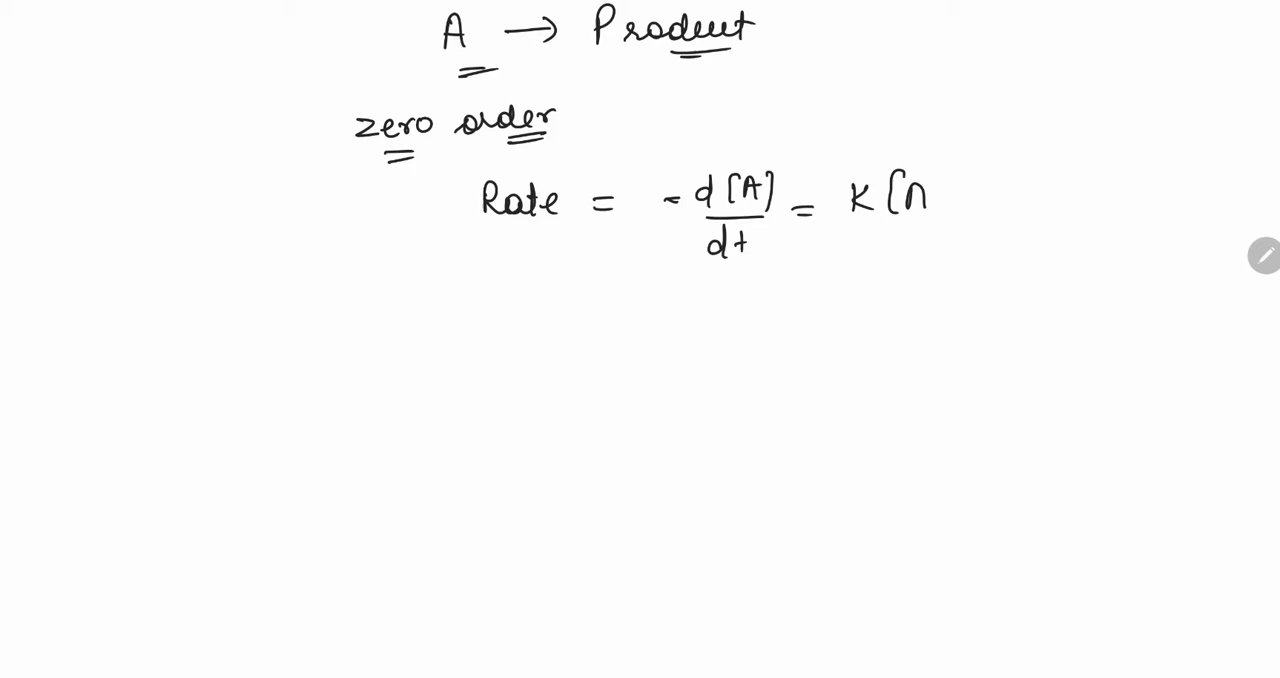 A → Product
zero order
Rate = - d[A]/dt = K [A